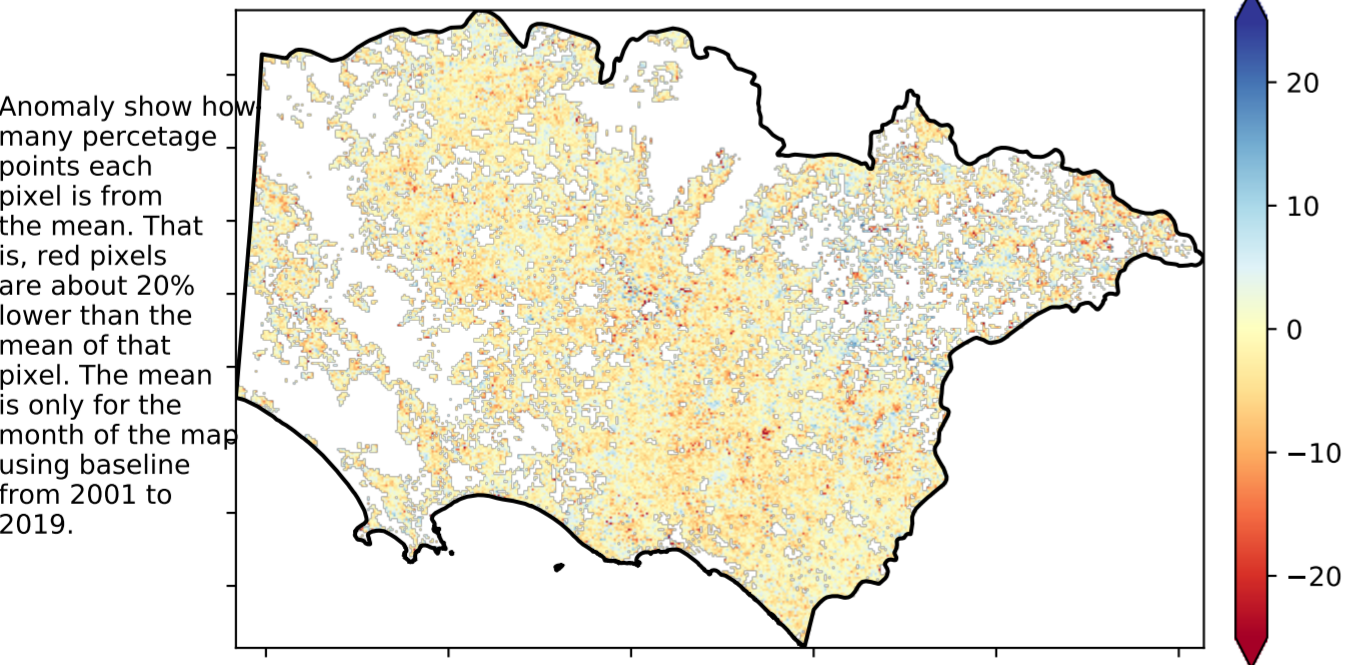 Anomaly show how
many percetage
points each
pixel is from
the mean. That
is, red pixels
are about 20%
lower than the
mean of that
pixel. The mean
is only for the
month of the map
using baseline
from 2001 to
2019.
20
10
0
−10
−20